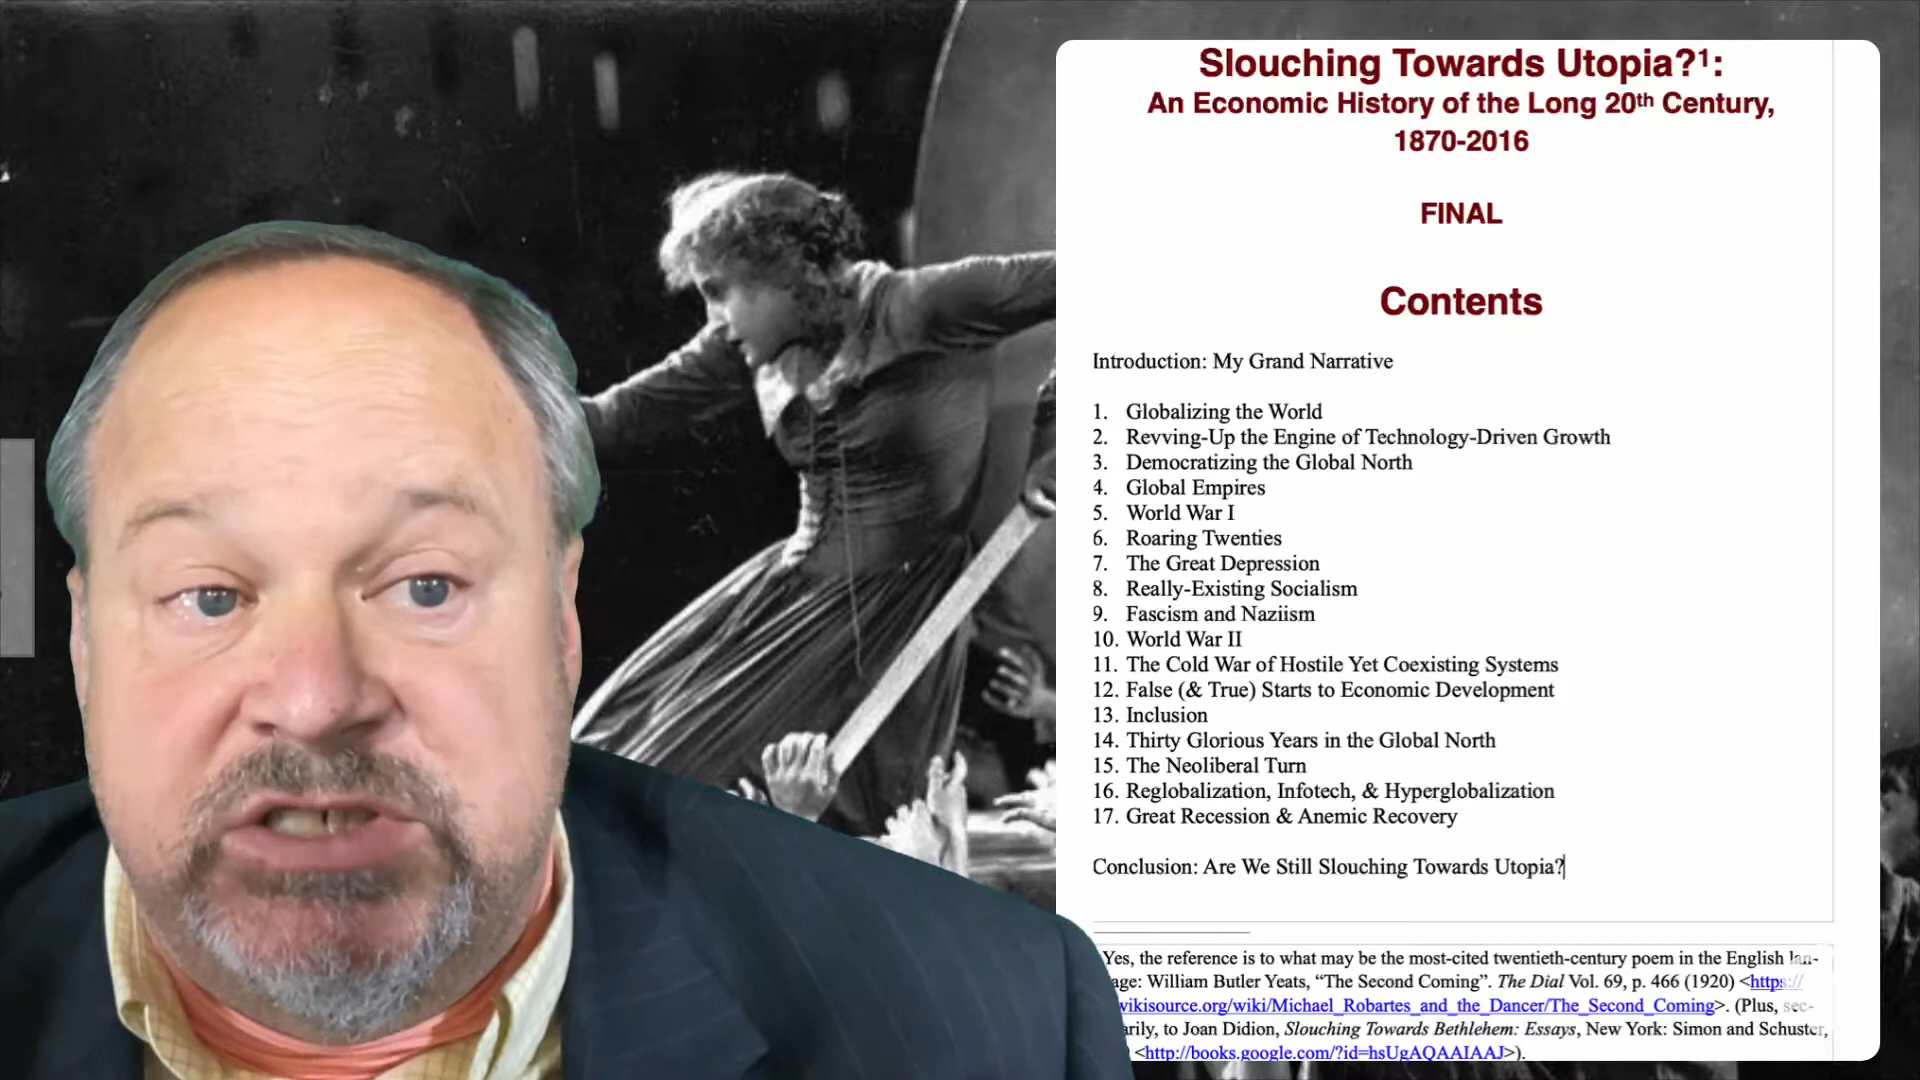 Slouching Towards Utopia?¹:
An Economic History of the Long 20th Century,
1870-2016
FINAL
Contents
Introduction: My Grand Narrative
1. Globalizing the World
2. Revving-Up the Engine of Technology-Driven Growth
3. Democratizing the Global North
4. Global Empires
5. World War I
6. Roaring Twenties
7. The Great Depression
8. Really-Existing Socialism
9. Fascism and Naziism
10. World War II
11. The Cold War of Hostile Yet Coexisting Systems
12. False (& True) Starts to Economic Development
13. Inclusion
14. Thirty Glorious Years in the Global North
15. The Neoliberal Turn
16. Reglobalization, Infotech, & Hyperglobalization
17. Great Recession & Anemic Recovery
Conclusion: Are We Still Slouching Towards Utopia?
Yes, the reference is to what may be the most-cited twentieth-century poem in the English lan-
age: William Butler Yeats, “The Second Coming”. The Dial Vol. 69, p. 466 (1920) <https://
vikisource.org/wiki/Michael_Robartes_and_the_Dancer/The_Second_Coming>. (Plus, sec-
arily, to Joan Didion, Slouching Towards Bethlehem: Essays, New York: Simon and Schuster,
<http://books.google.com/?id=hsUgAQAAIAAJ>).